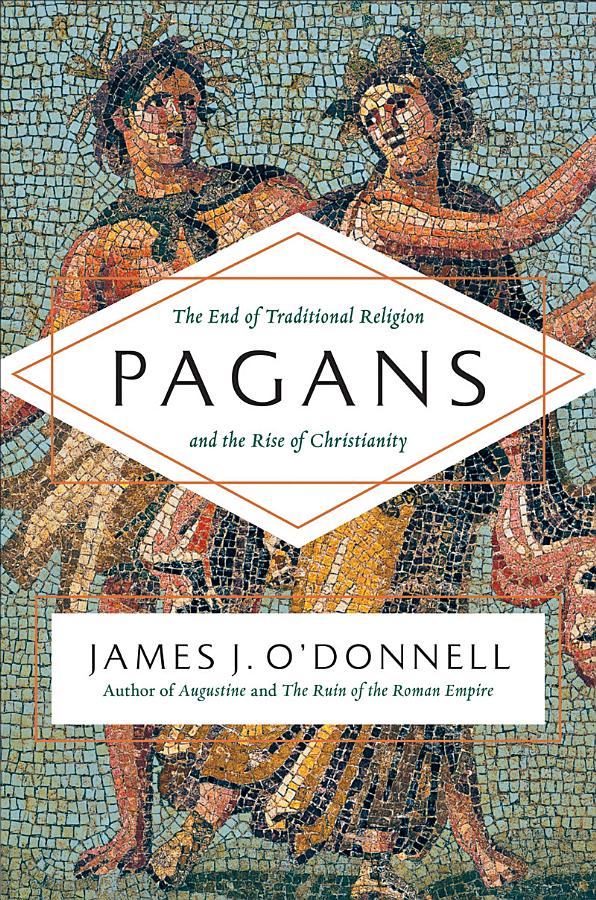 The End of Traditional Religion
PAGANS
and the Rise of Christianity
JAMES J. O'DONNELL
Author of Augustine and The Ruin of the Roman Empire